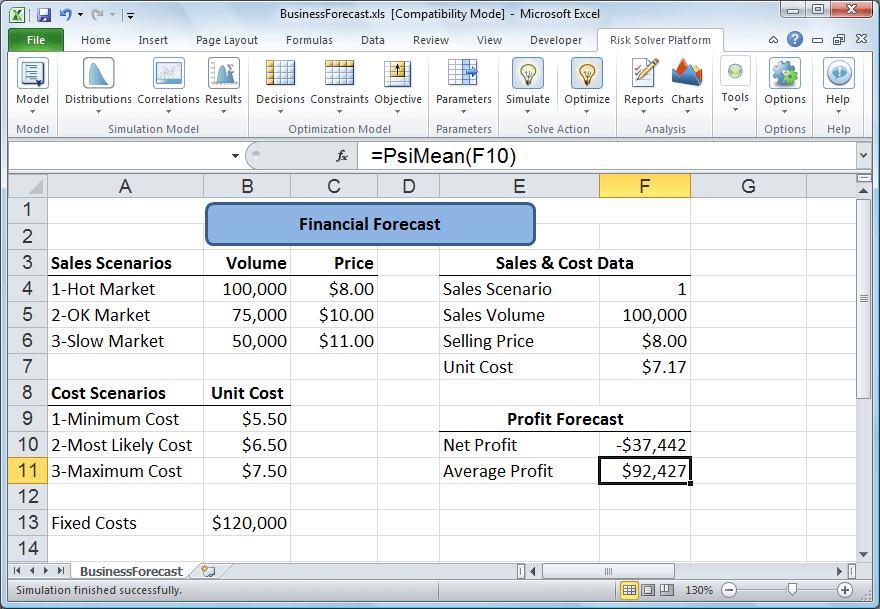 BusinessForecast.xls [Compatibility Mode] - Microsoft Excel
File Home Insert Page Layout Formulas Data Review View Developer Risk Solver Platform
Model Distributions Correlations Results Decisions Constraints Objective Parameters Simulate Optimize Reports Charts Tools Options Help
Model Simulation Model Optimization Model Parameters Solve Action Analysis Options Help
fx =PsiMean(F10)
A B C D E F G
1 Financial Forecast
2
3 Sales Scenarios Volume Price Sales & Cost Data
4 1-Hot Market 100,000 $8.00 Sales Scenario 1
5 2-OK Market 75,000 $10.00 Sales Volume 100,000
6 3-Slow Market 50,000 $11.00 Selling Price $8.00
7 Unit Cost $7.17
8 Cost Scenarios Unit Cost
9 1-Minimum Cost $5.50 Profit Forecast
10 2-Most Likely Cost $6.50 Net Profit -$37,442
11 3-Maximum Cost $7.50 Average Profit $92,427
12
13 Fixed Costs $120,000
14
BusinessForecast
Simulation finished successfully. 130%